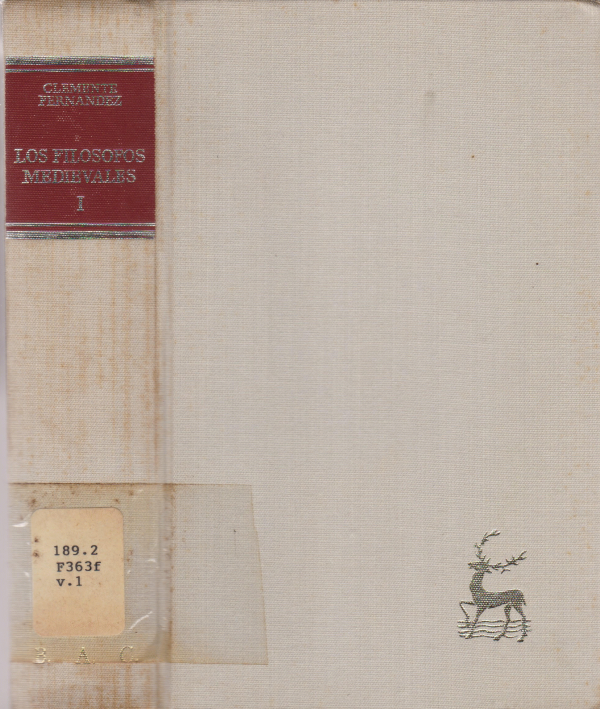 CLEMENTE
FERNANDEZ
LOS FILOSOFOS
MEDIEVALES
I
189.2
F363f
v.1
B. A. C.